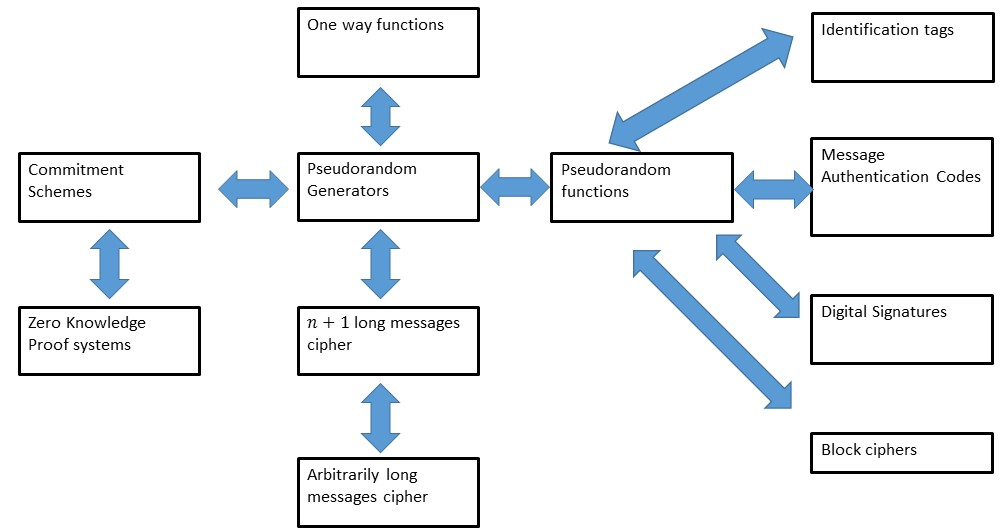 One way functions
Identification tags
Commitment
Schemes
Pseudorandom
Generators
Pseudorandom
functions
Message
Authentication Codes
Zero Knowledge
Proof systems
n + 1 long messages
cipher
Digital Signatures
Arbitrarily long
messages cipher
Block ciphers